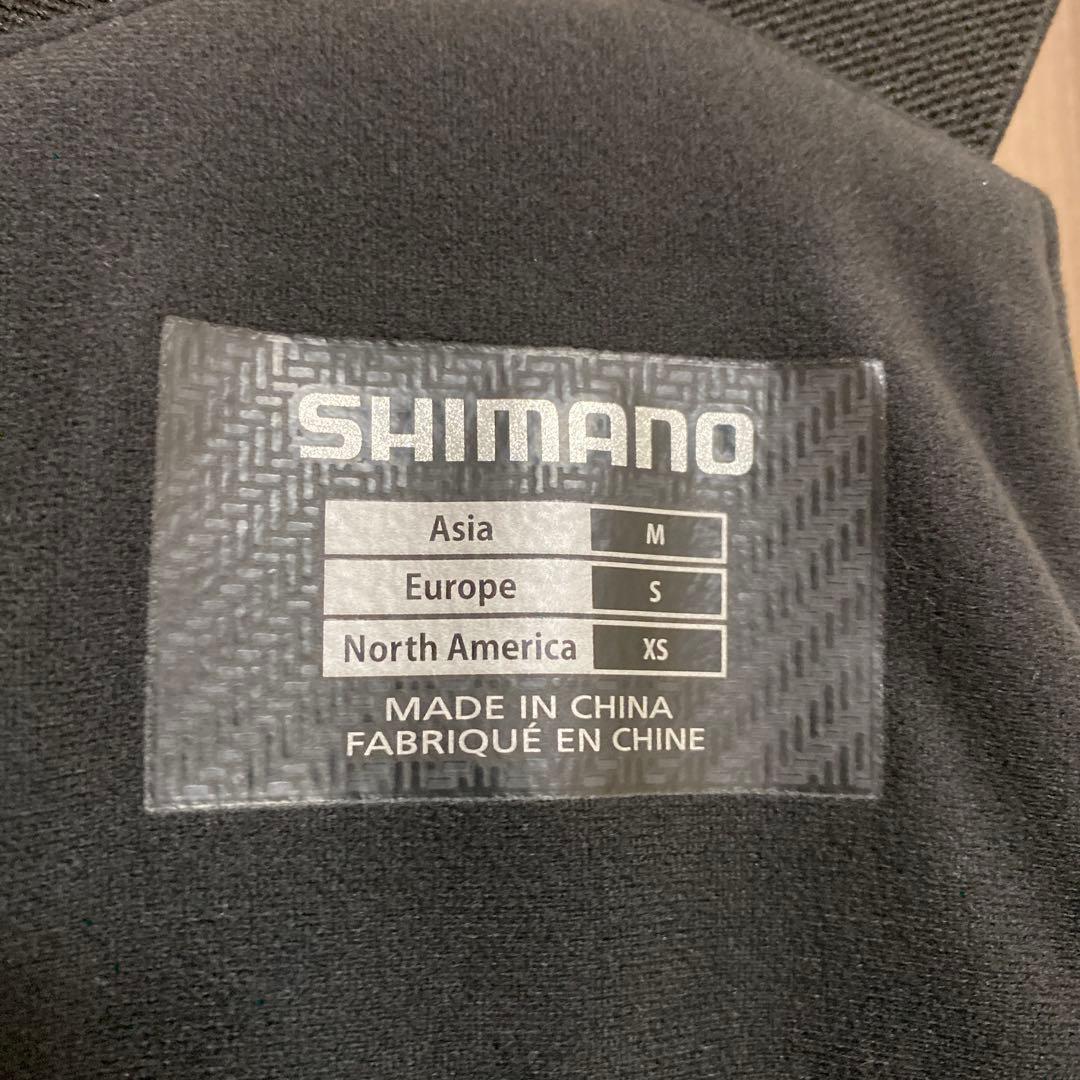 SHIMANO
Asia M
Europe S
North America XS
MADE IN CHINA
FABRIQUÉ EN CHINE